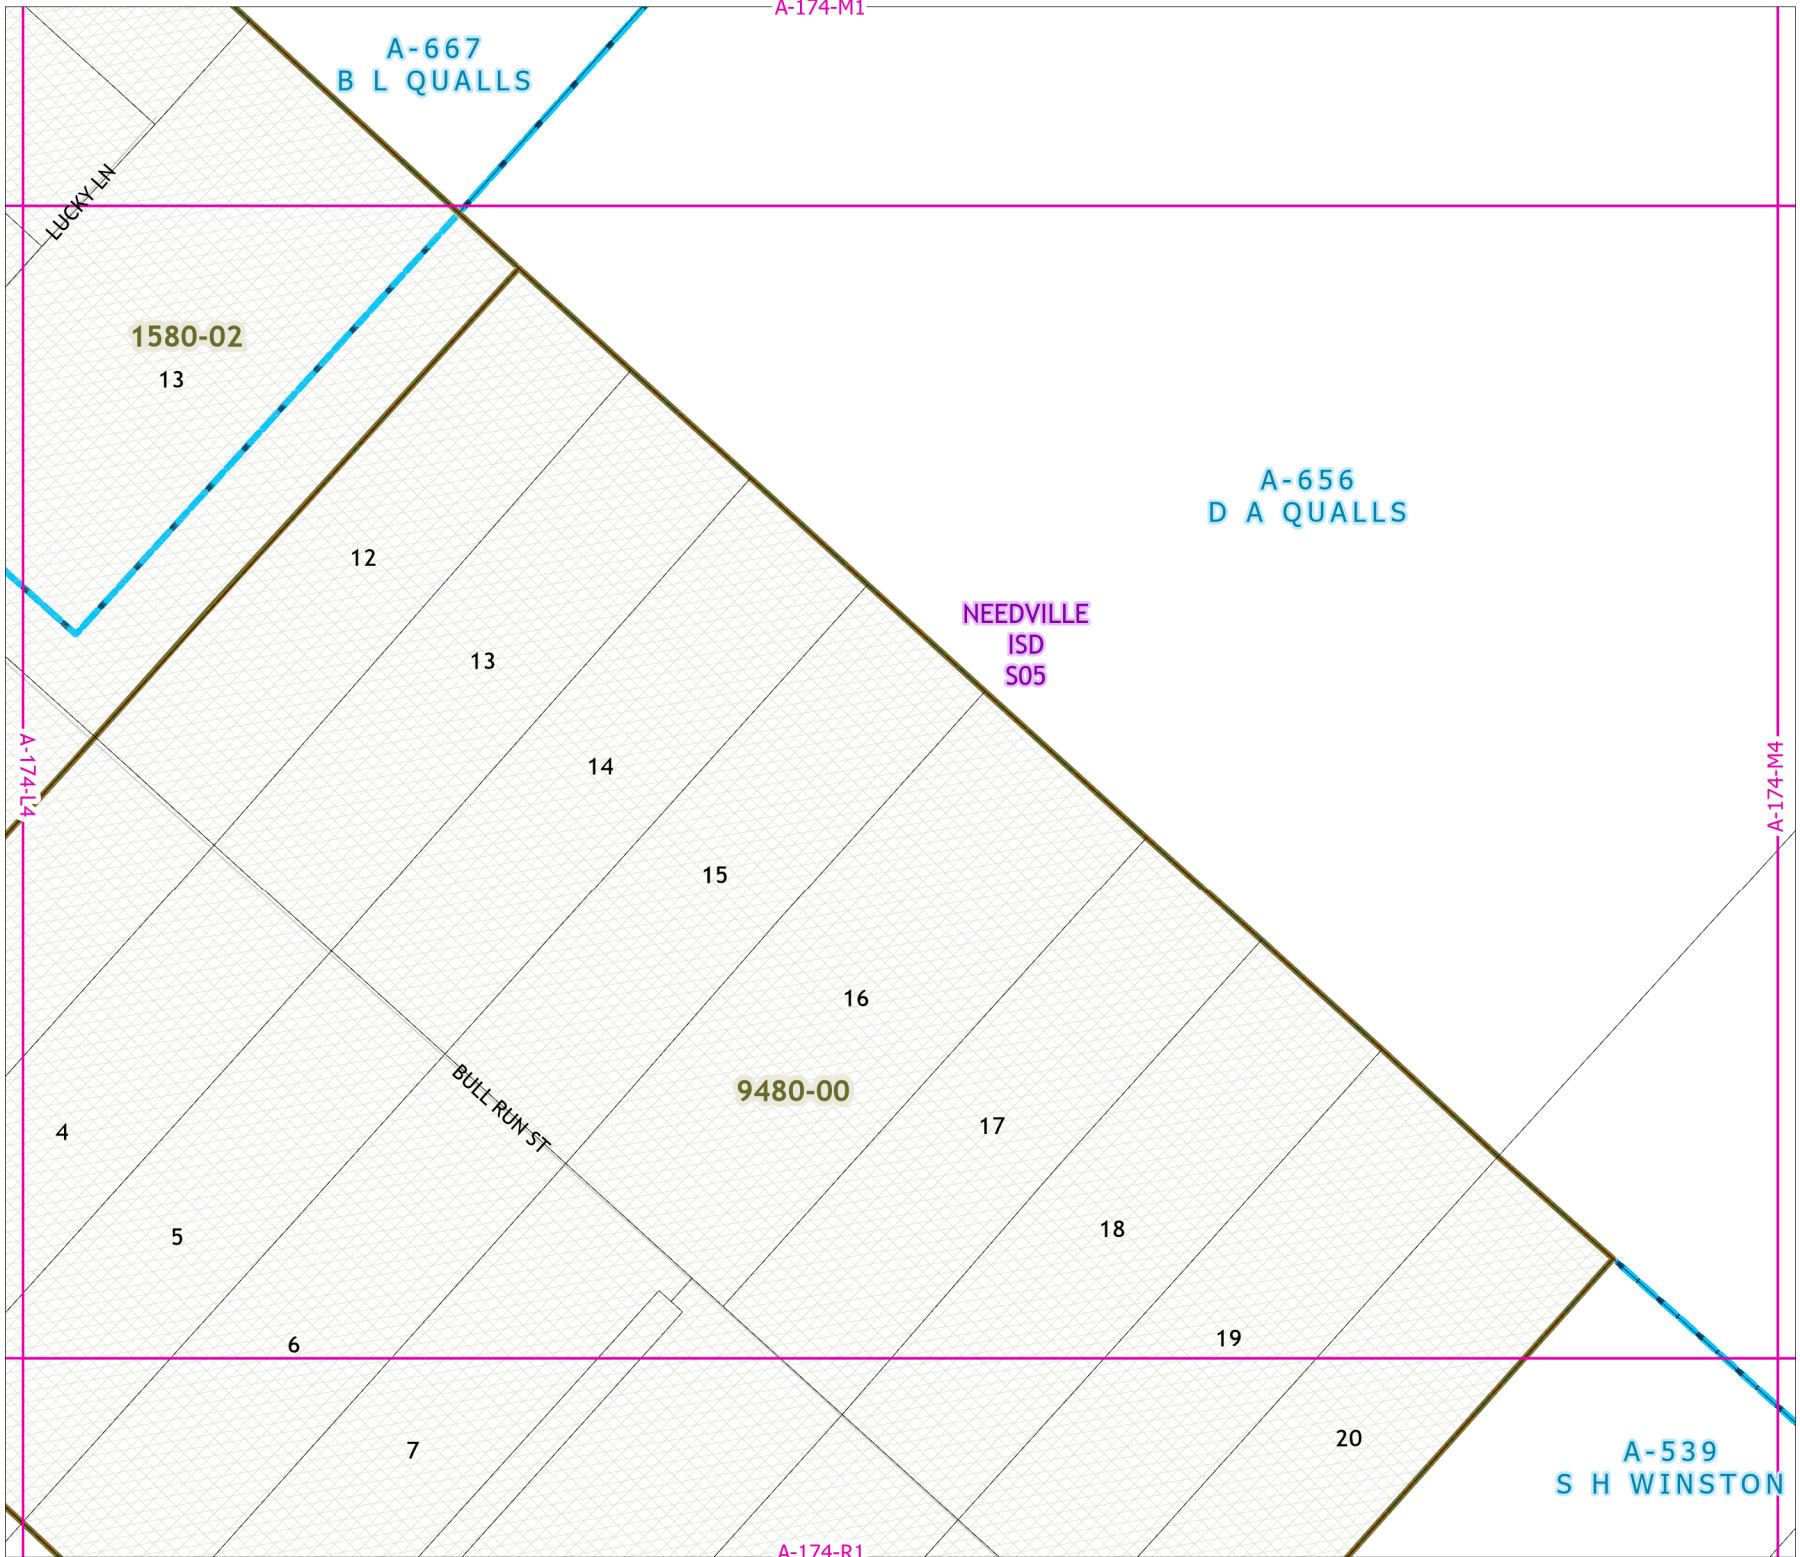 A-174-M1
A-667
B L QUALLS
LUCKY LN
1580-02
13
A-656
D A QUALLS
12
NEEDVILLE
ISD
S05
13
A-174-L4
14
A-174-M4
15
16
9480-00
BULL RUN ST
17
4
18
5
19
6
20
7
A-539
S H WINSTON
A-174-R1